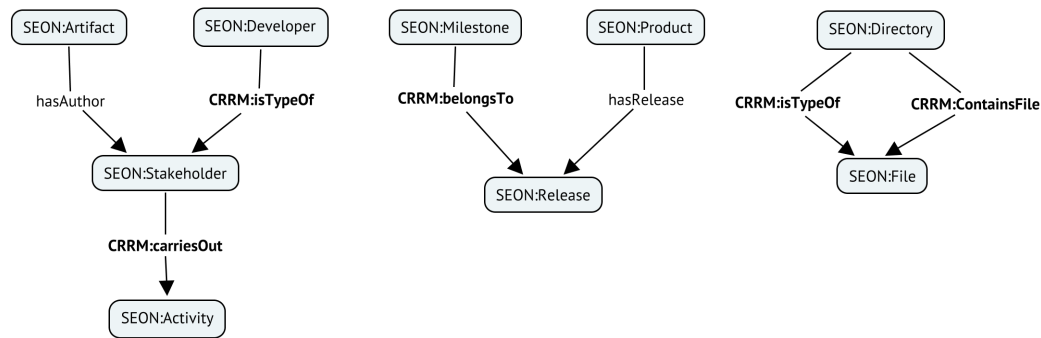 SEON:Artifact
SEON:Developer
SEON:Milestone
SEON:Product
SEON:Directory
hasAuthor
CRRM:isTypeOf
CRRM:belongsTo
hasRelease
CRRM:isTypeOf
CRRM:ContainsFile
SEON:Stakeholder
SEON:Release
SEON:File
CRRM:carriesOut
SEON:Activity